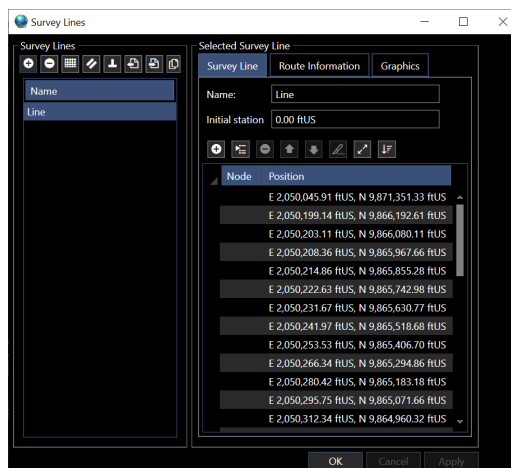 Survey Lines
Survey Lines
Name
Line
Selected Survey Line
Survey Line Route Information Graphics
Name: Line
Initial station 0.00 ftUS
Node Position
E 2,050,045.91 ftUS, N 9,871,351.33 ftUS
E 2,050,199.14 ftUS, N 9,866,192.61 ftUS
E 2,050,203.11 ftUS, N 9,866,080.11 ftUS
E 2,050,208.36 ftUS, N 9,865,967.66 ftUS
E 2,050,214.86 ftUS, N 9,865,855.28 ftUS
E 2,050,222.63 ftUS, N 9,865,742.98 ftUS
E 2,050,231.67 ftUS, N 9,865,630.77 ftUS
E 2,050,241.97 ftUS, N 9,865,518.68 ftUS
E 2,050,253.53 ftUS, N 9,865,406.70 ftUS
E 2,050,266.34 ftUS, N 9,865,294.86 ftUS
E 2,050,280.42 ftUS, N 9,865,183.18 ftUS
E 2,050,295.75 ftUS, N 9,865,071.66 ftUS
E 2,050,312.34 ftUS, N 9,864,960.32 ftUS
OK Cancel Apply